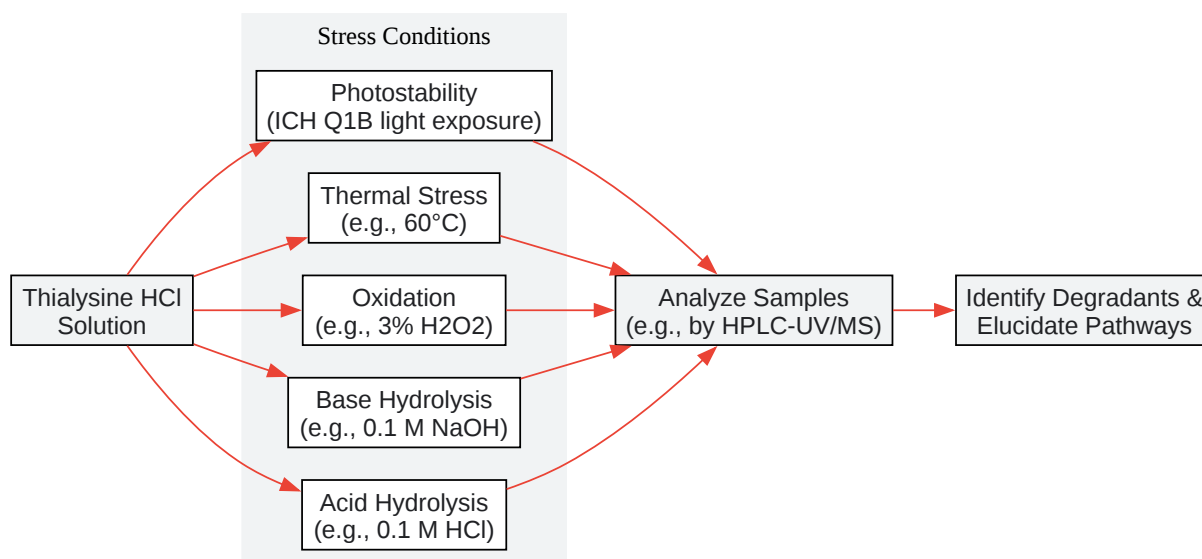 Stress Conditions
Photostability
(ICH Q1B light exposure)
Thermal Stress
(e.g., 60°C)
Thialysine HCl
Solution
Oxidation
(e.g., 3% H2O2)
Analyze Samples
(e.g., by HPLC-UV/MS)
Identify Degradants &
Elucidate Pathways
Base Hydrolysis
(e.g., 0.1 M NaOH)
Acid Hydrolysis
(e.g., 0.1 M HCl)